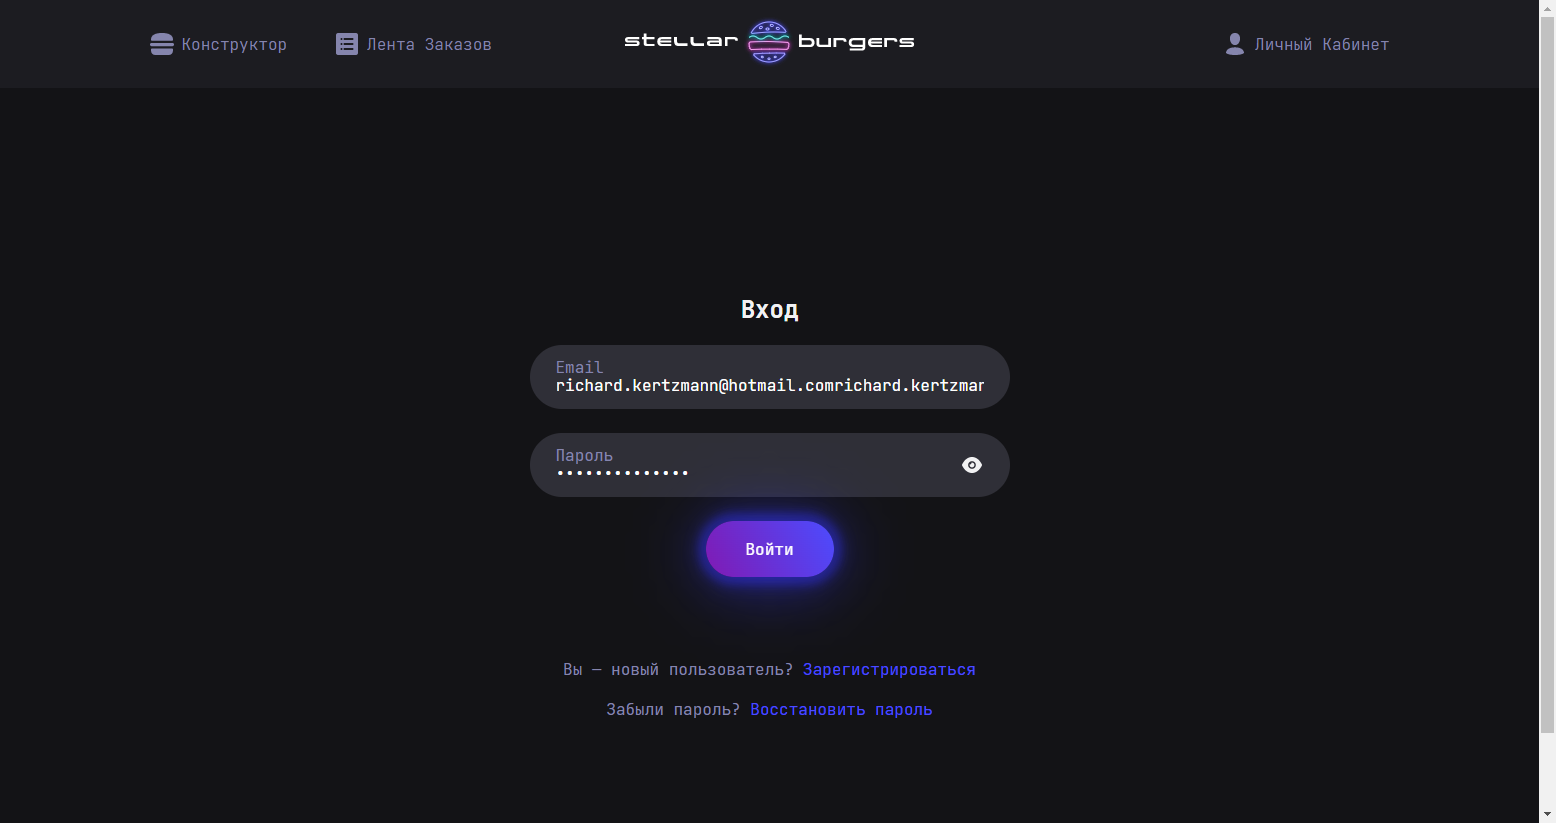 Конструктор
Лента Заказов
stellar burgers
Личный Кабинет
Вход
Email
richard.kertzmann@hotmail.comrichard.kertzmar
Пароль
••••••••••••••
Войти
Вы — новый пользователь? Зарегистрироваться
Забыли пароль? Восстановить пароль